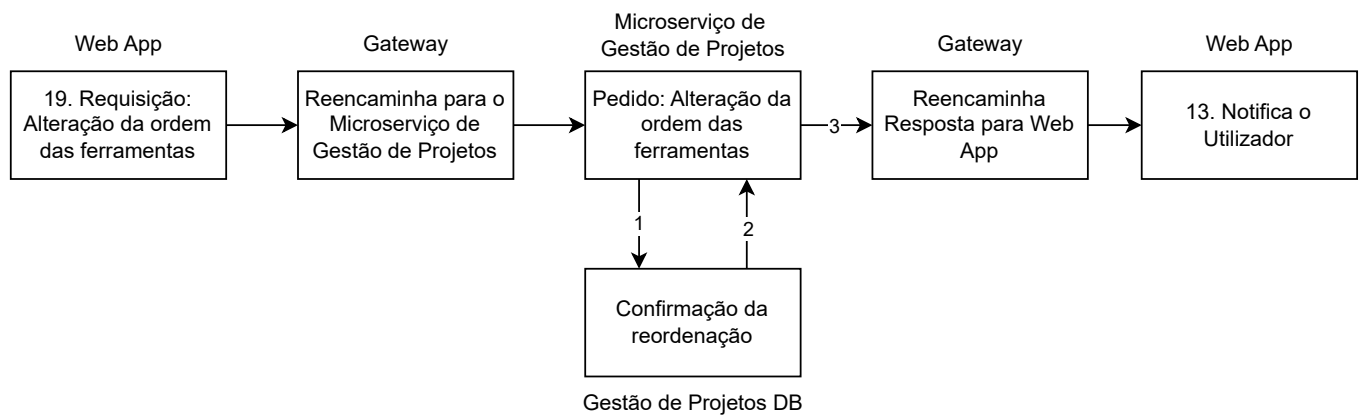 Web App
19. Requisição:
Alteração da ordem
das ferramentas
Gateway
Reencaminha para o
Microserviço de
Gestão de Projetos
Microserviço de
Gestão de Projetos
Pedido: Alteração da
ordem das
ferramentas
3
Gateway
Reencaminha
Resposta para Web
App
Web App
13. Notifica o
Utilizador
1
2
Confirmação da
reordenação
Gestão de Projetos DB